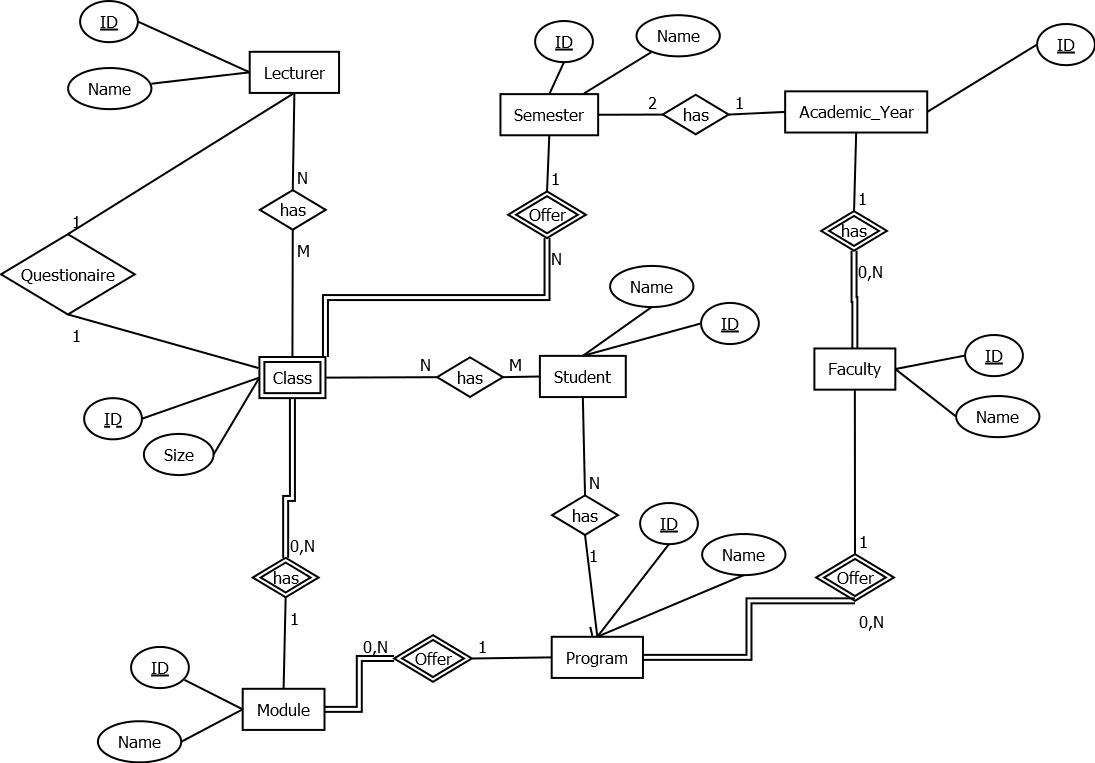 ID
Name
Lecturer
ID
Name
Semester
2
has
1
Academic_Year
ID
N
has
M
1
Questionaire
1
1
Offer
N
1
has
0,N
Name
ID
Class
N
has
M
Student
Faculty
ID
Name
ID
Size
N
has
1
ID
Name
0,N
has
1
1
Offer
0,N
ID
Name
Module
0,N
Offer
1
Program